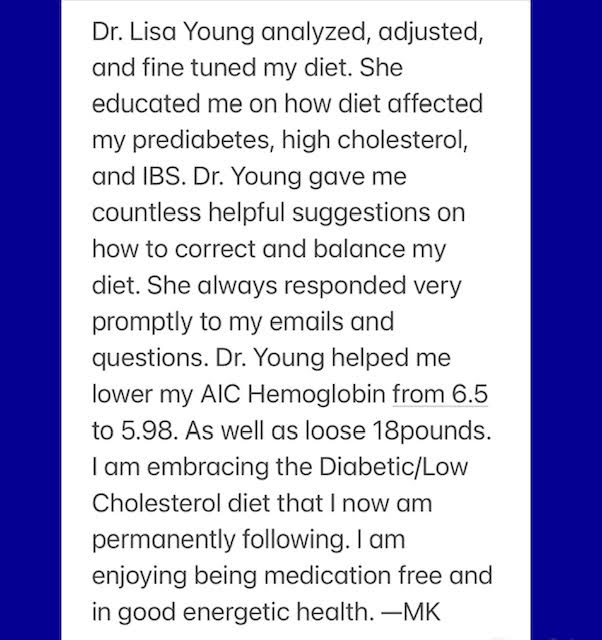 Dr. Lisa Young analyzed, adjusted,
and fine tuned my diet. She
educated me on how diet affected
my prediabetes, high cholesterol,
and IBS. Dr. Young gave me
countless helpful suggestions on
how to correct and balance my
diet. She always responded very
promptly to my emails and
questions. Dr. Young helped me
lower my AIC Hemoglobin from 6.5
to 5.98. As well as loose 18pounds.
I am embracing the Diabetic/Low
Cholesterol diet that I now am
permanently following. I am
enjoying being medication free and
in good energetic health. —MK